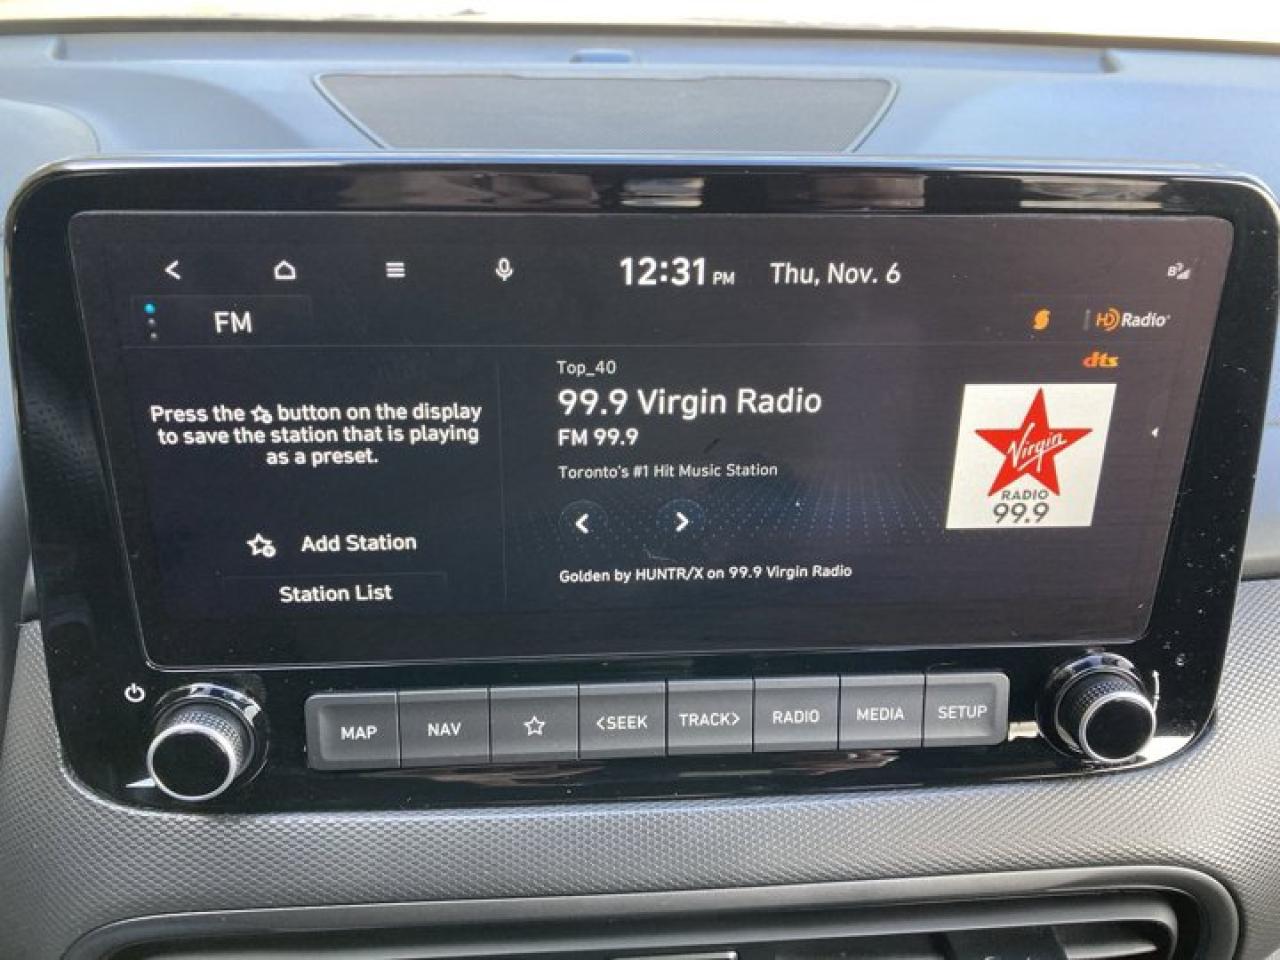 12:31 PM Thu, Nov. 6
FM
HD Radio
dts
Press the button on the display
to save the station that is playing
as a preset.
Add Station
Station List
Top_40
99.9 Virgin Radio
FM 99.9
Toronto's #1 Hit Music Station
Golden by HUNTR/X on 99.9 Virgin Radio
Virgin
RADIO
99.9
MAP NAV <SEEK TRACK> RADIO MEDIA SETUP